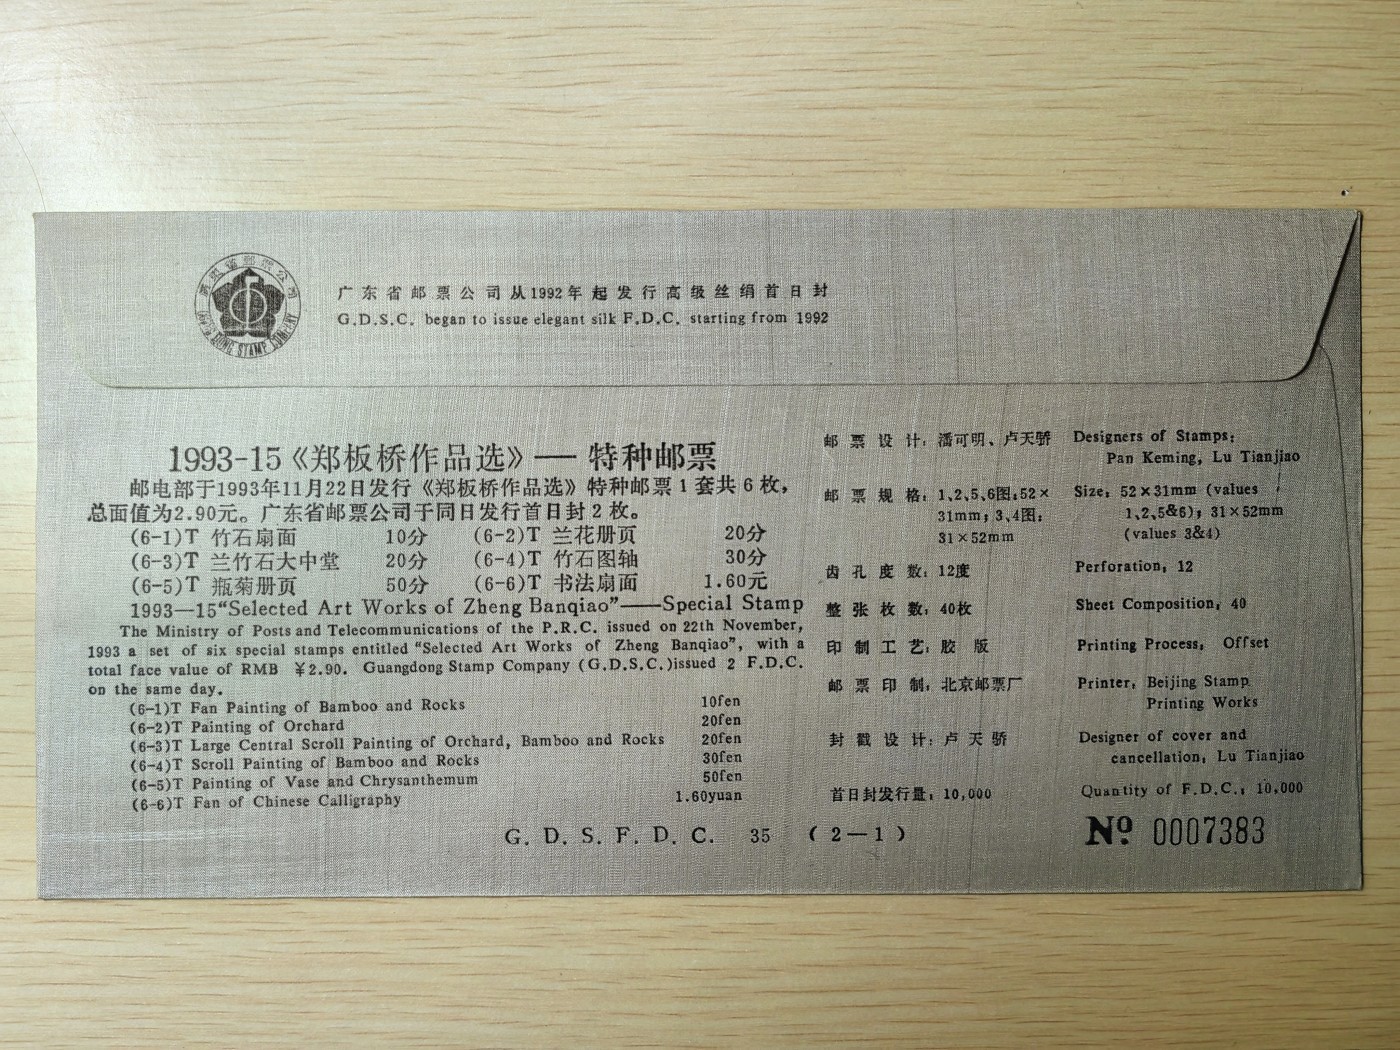 广东省邮票公司
GUANGDONG STAMP COMPANY
广东省邮票公司从1992年起发行高级丝绢首日封
G.D.S.C. began to issue elegant silk F.D.C. starting from 1992
1993-15《郑板桥作品选》—特种邮票
邮电部于1993年11月22日发行《郑板桥作品选》特种邮票1套共6枚，
总面值为2.90元。广东省邮票公司于同日发行首日封2枚。
(6-1)T 竹石扇面 10分 (6-2)T 兰花册页 20分
(6-3)T 兰竹石大中堂 20分 (6-4)T 竹石图轴 30分
(6-5)T 瓶菊册页 50分 (6-6)T 书法扇面 1.60元
1993—15“Selected Art Works of Zheng Banqiao”——Special Stamp
The Ministry of Posts and Telecommunications of the P.R.C. issued on 22th November,
1993 a set of six special stamps entitled “Selected Art Works of Zheng Banqiao”, with a
total face value of RMB ￥2.90. Guangdong Stamp Company (G.D.S.C.)issued 2 F.D.C.
on the same day.
(6-1)T Fan Painting of Bamboo and Rocks 10fen
(6-2)T Painting of Orchard 20fen
(6-3)T Large Central Scroll Painting of Orchard, Bamboo and Rocks 20fen
(6-4)T Scroll Painting of Bamboo and Rocks 30fen
(6-5)T Painting of Vase and Chrysanthemum 50fen
(6-6)T Fan of Chinese Calligraphy 1.60yuan
邮票设计：潘可明、卢天骄
邮票规格：1、2、5、6图：52×
31mm；3、4图：
31×52mm
齿孔度数：12度
整张枚数：40枚
印制工艺：胶版
邮票印制：北京邮票厂
封戳设计：卢天骄
首日封发行量：10,000
Designers of Stamps:
Pan Keming, Lu Tianjiao
Size: 52×31mm (values
1,2,5&6); 31×52mm
(values 3&4)
Perforation: 12
Sheet Composition: 40
Printing Process: Offset
Printer: Beijing Stamp
Printing Works
Designer of cover and
cancellation: Lu Tianjiao
Quantity of F.D.C.: 10,000
G. D. S. F. D. C. 35 (2—1)
Nº 0007383